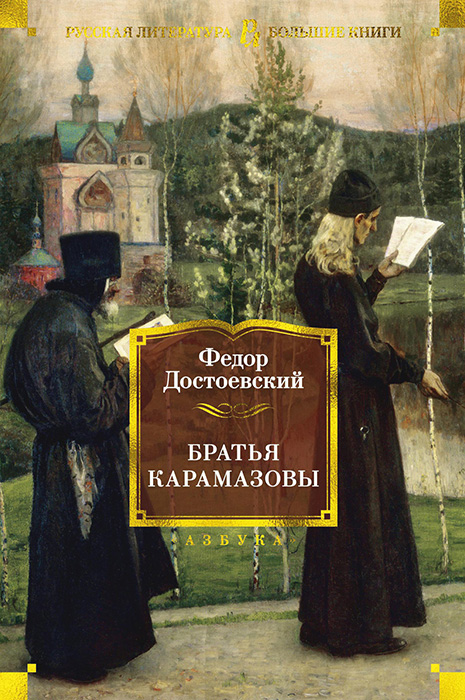 РУССКАЯ ЛИТЕРАТУРА БОЛЬШИЕ КНИГИ
Федор
Достоевский
БРАТЬЯ
КАРАМАЗОВЫ
АЗБУКА